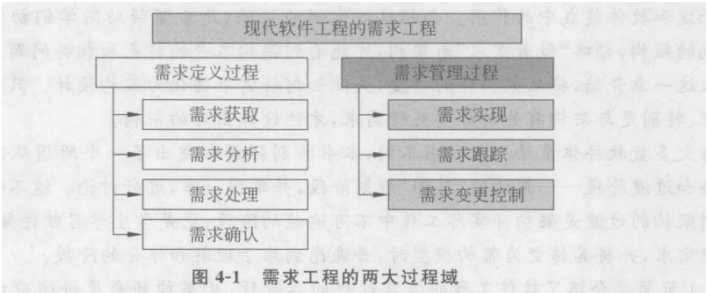 现代软件工程的需求工程
需求定义过程 需求管理过程
需求获取 需求实现
需求分析 需求跟踪
需求处理 需求变更控制
需求确认
图 4-1 需求工程的两大过程域